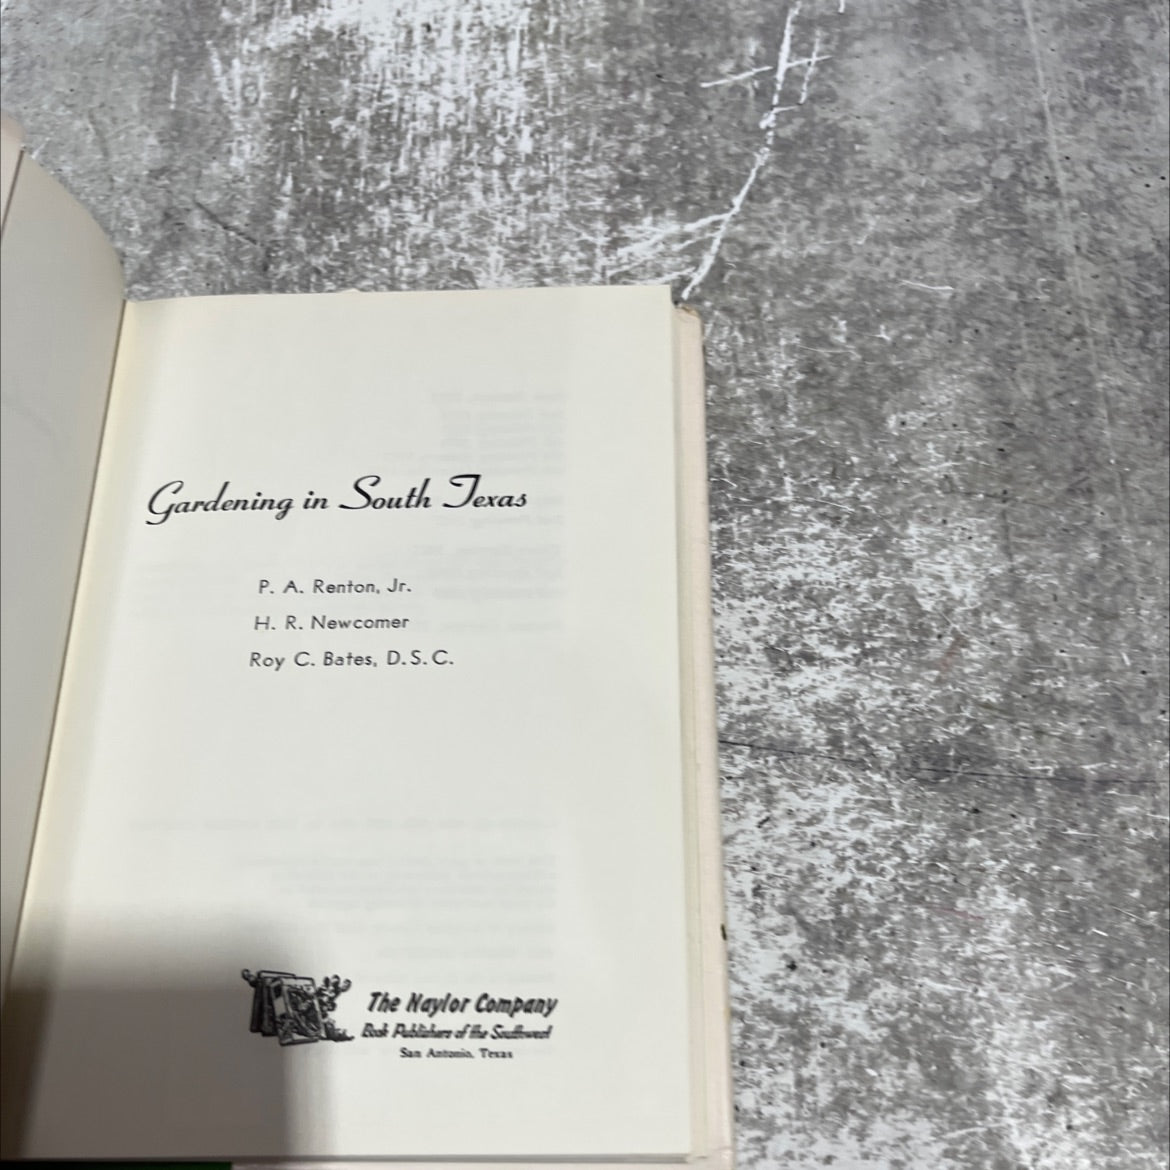 Gardening in South Texas
P. A. Renton, Jr.
H. R. Newcomer
Roy C. Bates, D.S.C.
The Naylor Company
Book Publishers of the Southwest
San Antonio, Texas